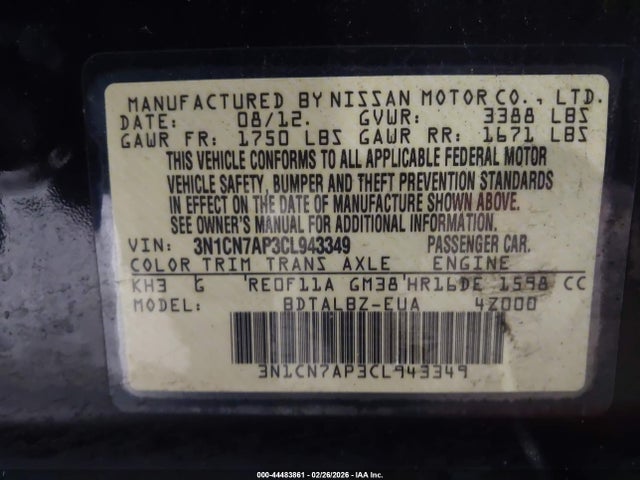 MANUFACTURED BY NISSAN MOTOR CO., LTD.
DATE: 08/12. GVWR: 3388 LBS
GAWR FR: 1750 LBS GAWR RR: 1671 LBS
THIS VEHICLE CONFORMS TO ALL APPLICABLE FEDERAL MOTOR
VEHICLE SAFETY, BUMPER AND THEFT PREVENTION STANDARDS
IN EFFECT ON THE DATE OF MANUFACTURE SHOWN ABOVE.
SEE OWNER'S MANUAL FOR ADDITIONAL INFORMATION.
VIN: 3N1CN7AP3CL943349 PASSENGER CAR.
COLOR TRIM TRANS AXLE ENGINE
KH3 G RE0F11A GM38 HR16DE 1598 CC
MODEL: BDTALBZ-EUA 4Z000
3N1CN7AP3CL943349
000-44483861 - 02/26/2026 - IAA Inc.